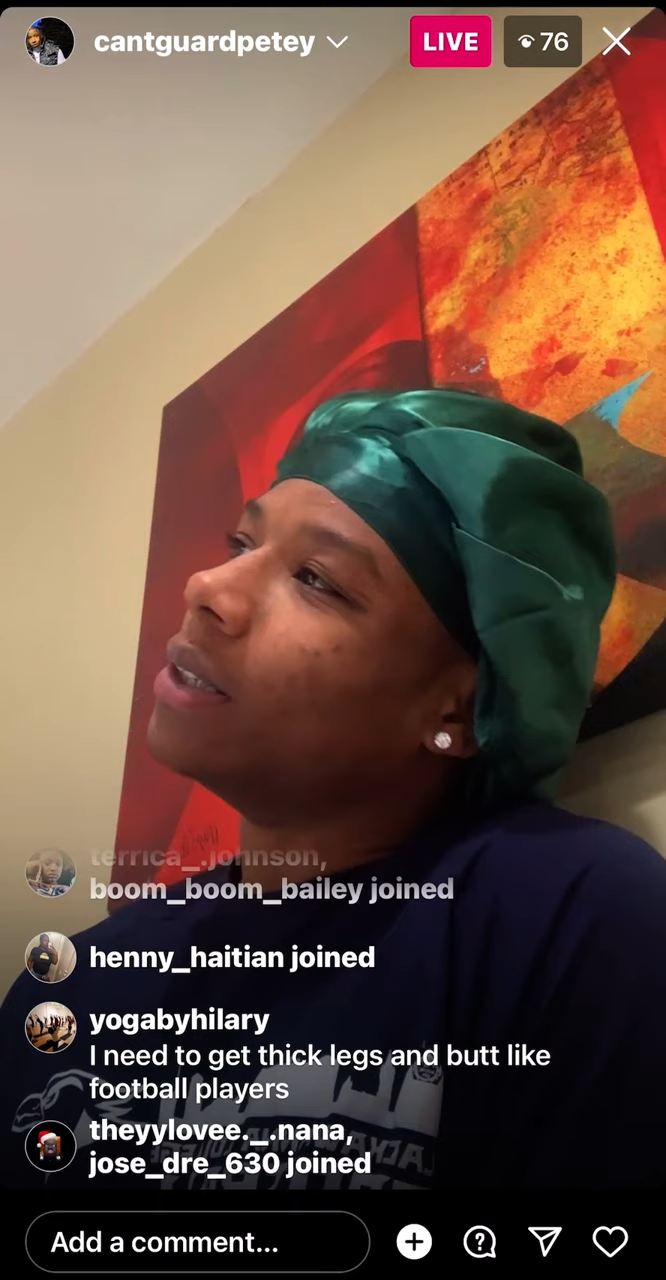 cantguardpetey
LIVE
76
terrica_.johnson,
boom_boom_bailey joined
henny_haitian joined
yogabyhilary
I need to get thick legs and butt like
football players
theyylovee._.nana,
jose_dre_630 joined
Add a comment...